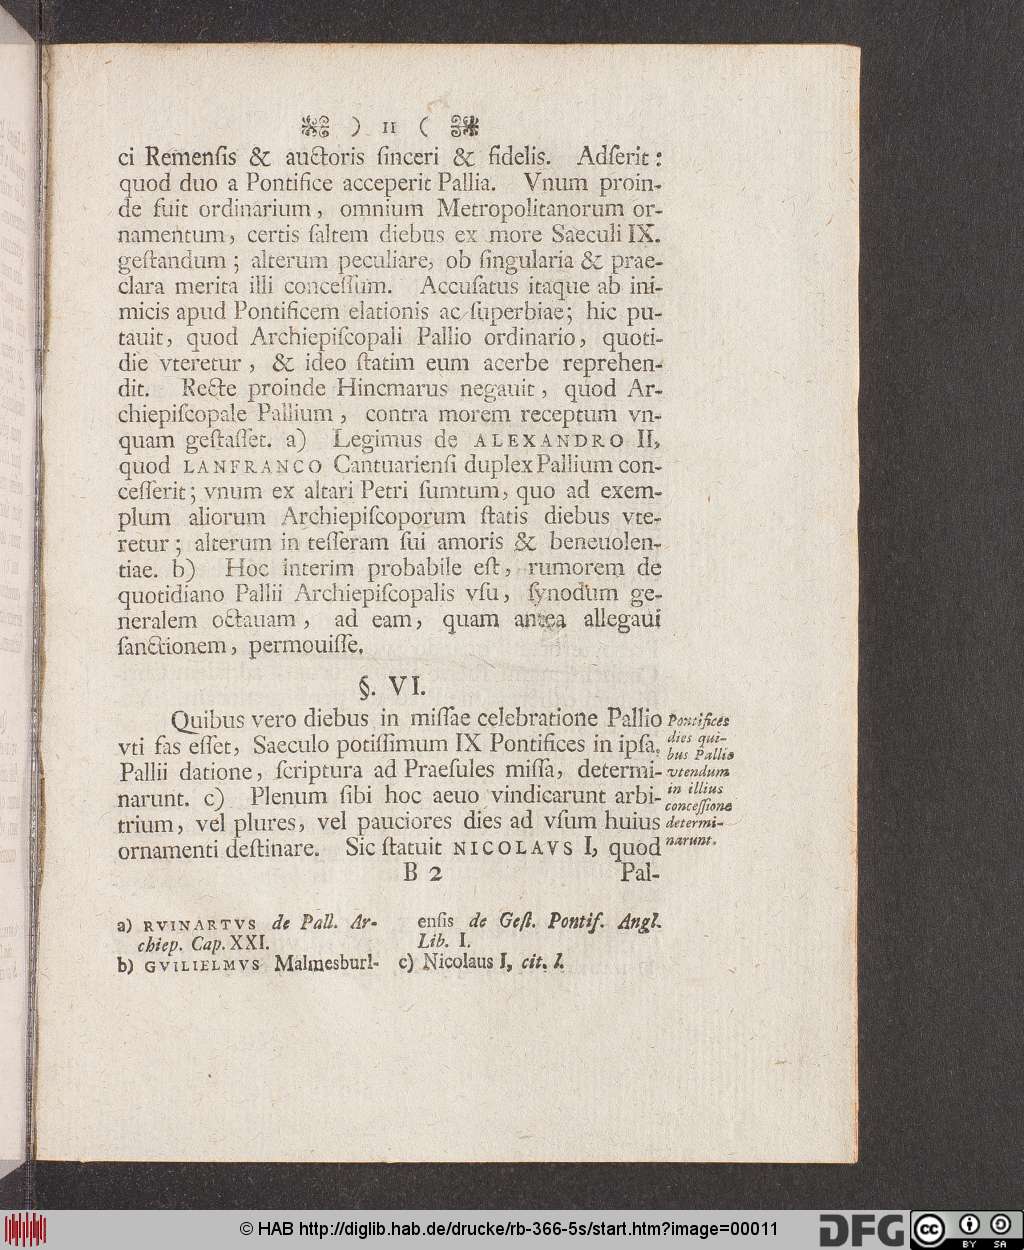 ) 11 (
ci Remenſis & auctoris ſinceri & fidelis. Adſerit:
quod duo a Pontifice acceperit Pallia. Vnum proin-
de fuit ordinarium, omnium Metropolitanorum or-
namentum, certis ſaltem diebus ex more Saeculi IX.
geſtandum; alterum peculiare, ob ſingularia & prae-
clara merita illi conceſſum. Accuſatus itaque ab ini-
micis apud Pontificem elationis ac ſuperbiae; hic pu-
tauit, quod Archiepiſcopali Pallio ordinario, quoti-
die vteretur, & ideo ſtatim eum acerbe reprehen-
dit. Recte proinde Hincmarus negauit, quod Ar-
chiepiſcopale Pallium, contra morem receptum vn-
quam geſtaſſet. a) Legimus de ALEXANDRO II,
quod LANFRANCO Cantuarienſi duplex Pallium con-
ceſſerit; vnum ex altari Petri ſumtum, quo ad exem-
plum aliorum Archiepiſcoporum ſtatis diebus vte-
retur; alterum in teſſeram ſui amoris & beneuolen-
tiae. b) Hoc interim probabile eſt, rumorem de
quotidiano Pallii Archiepiſcopalis vſu, ſynodum ge-
neralem octauam, ad eam, quam antea allegaui
ſanctionem, permouiſſe.
§. VI.
Quibus vero diebus in miſſae celebratione Pallio
vti fas eſſet, Saeculo potiſſimum IX Pontifices in ipſa,
Pallii datione, ſcriptura ad Praeſules miſſa, determi-
narunt. c) Plenum ſibi hoc aeuo vindicarunt arbi-
trium, vel plures, vel pauciores dies ad vſum huius
ornamenti deſtinare. Sic ſtatuit NICOLAVS I, quod
Pontifices
dies qui-
bus Pallio
vtendum
in illius
conceſſione
determi-
narunt.
B 2 Pal-
a) RVINARTVS de Pall. Ar-
chiep. Cap. XXI.
b) GVILIELMVS Malmesburi-
enſis de Geſt. Pontif. Angl.
Lib. I.
c) Nicolaus I, cit. l.
© HAB http://diglib.hab.de/drucke/rb-366-5s/start.htm?image=00011
DFG
cc
BY SA